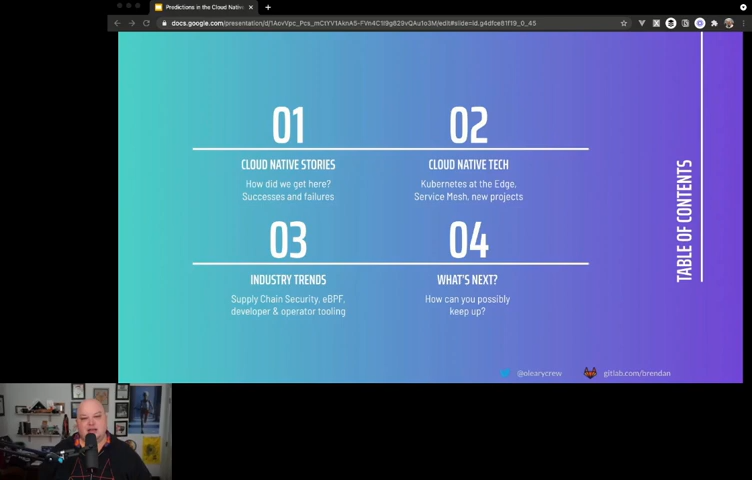 Predictions in the Cloud Native
docs.google.com/presentation/d/1AovVpc_Pcs_mCtYV1AknA5-FVn4C1I9g829vQAu1o3M/edit#slide=id.g4dfce81f19_0_45
01
CLOUD NATIVE STORIES
How did we get here?
Successes and failures
02
CLOUD NATIVE TECH
Kubernetes at the Edge,
Service Mesh, new projects
03
INDUSTRY TRENDS
Supply Chain Security, eBPF,
developer & operator tooling
04
WHAT'S NEXT?
How can you possibly
keep up?
TABLE OF CONTENTS
@olearycrew
gitlab.com/brendan